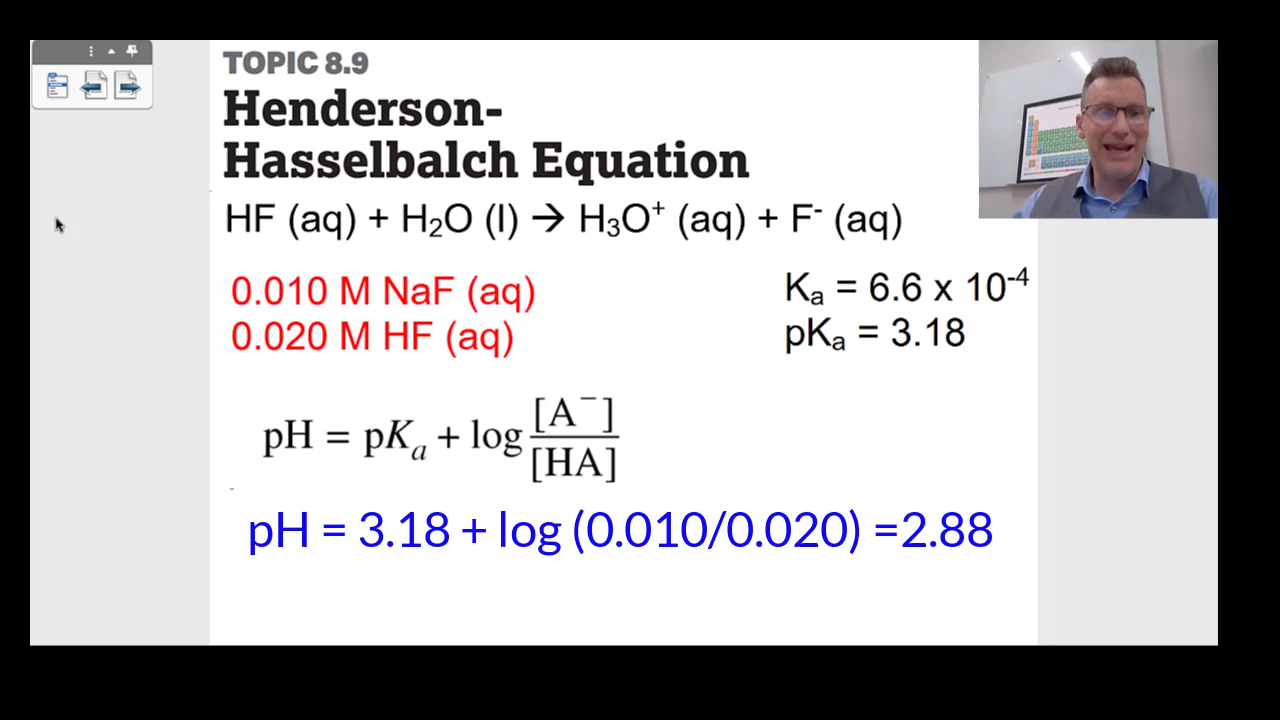 TOPIC 8.9
Henderson-
Hasselbalch Equation
HF (aq) + H₂O (l) → H₃O⁺ (aq) + F⁻ (aq)
0.010 M NaF (aq)
0.020 M HF (aq)
Kₐ = 6.6 x 10⁻⁴
pKₐ = 3.18
pH = pKₐ + log [A⁻]/[HA]
pH = 3.18 + log (0.010/0.020) =2.88